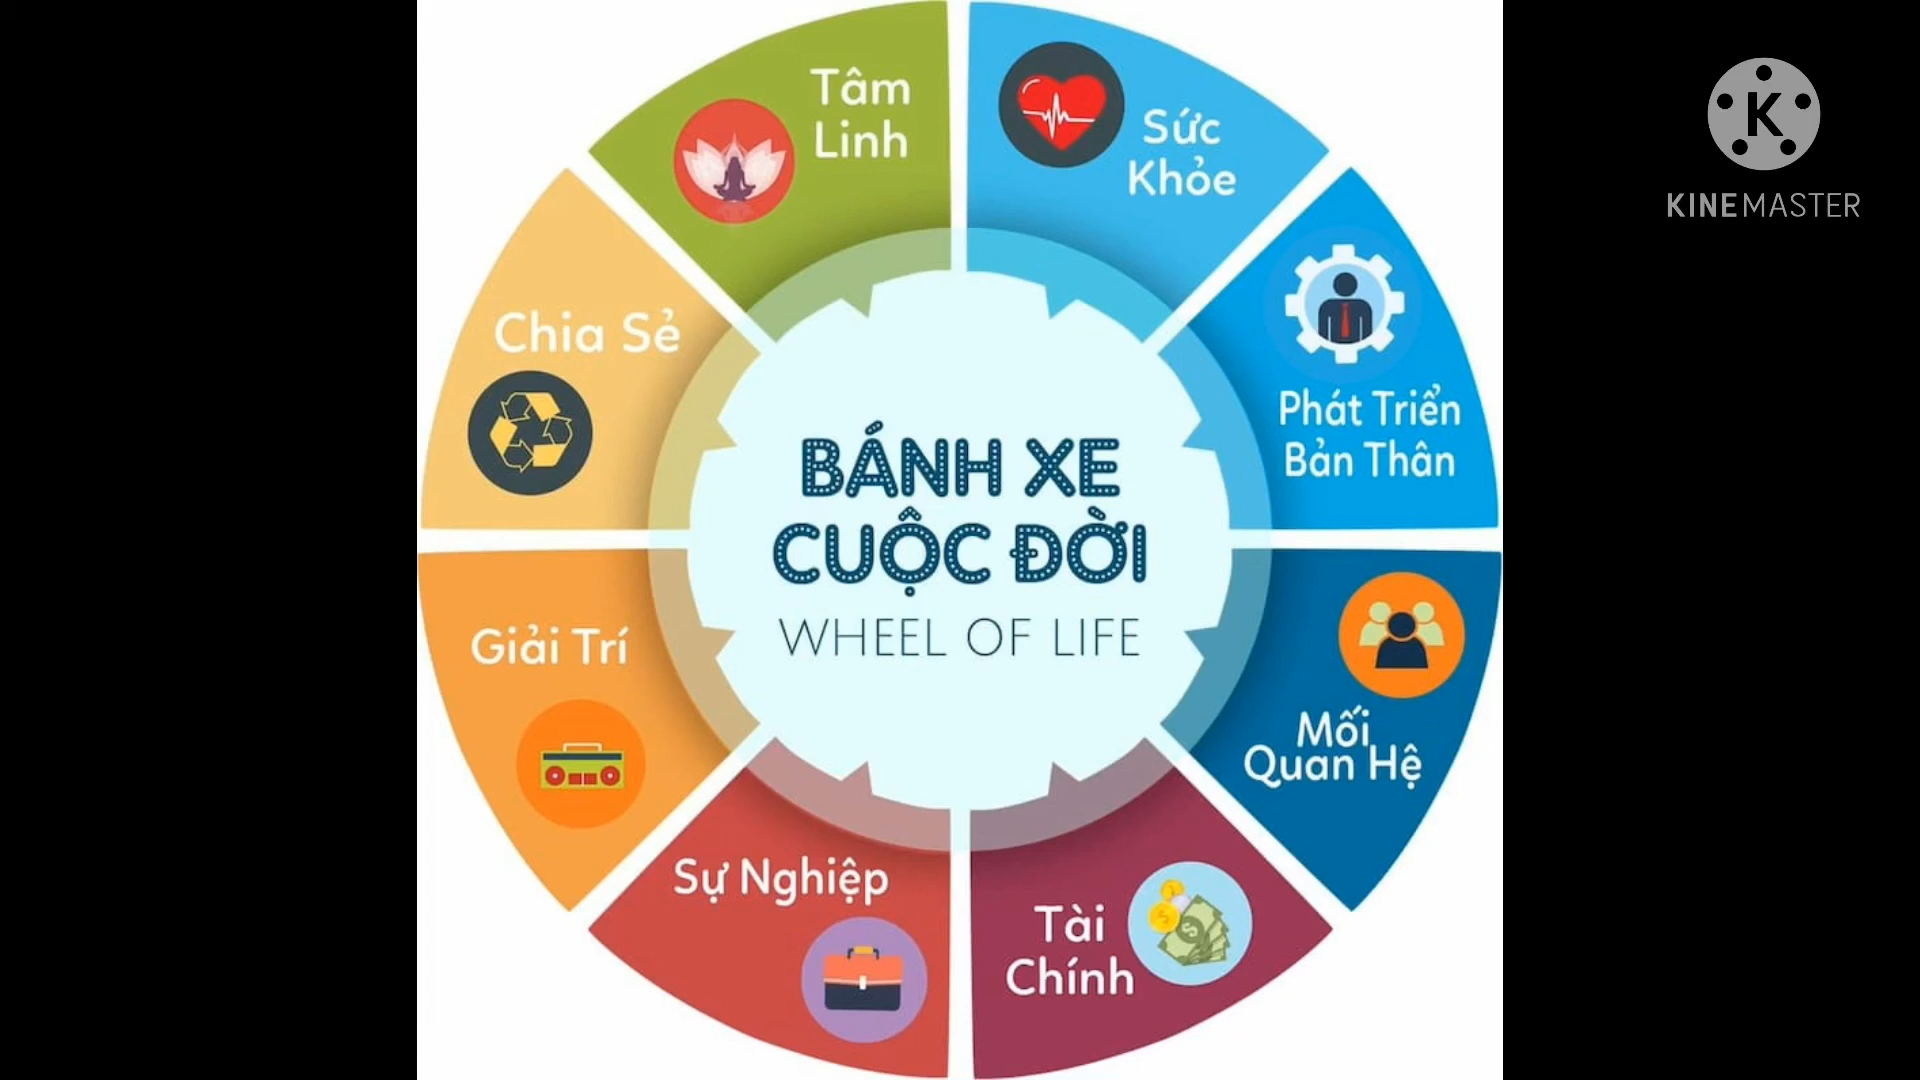 Tâm
Linh
Sức
Khỏe
Phát Triển
Bản Thân
Mối
Quan Hệ
Tài
Chính
Sự Nghiệp
Giải Trí
Chia Sẻ
BÁNH XE
CUỘC ĐỜI
WHEEL OF LIFE
K
KINEMASTER